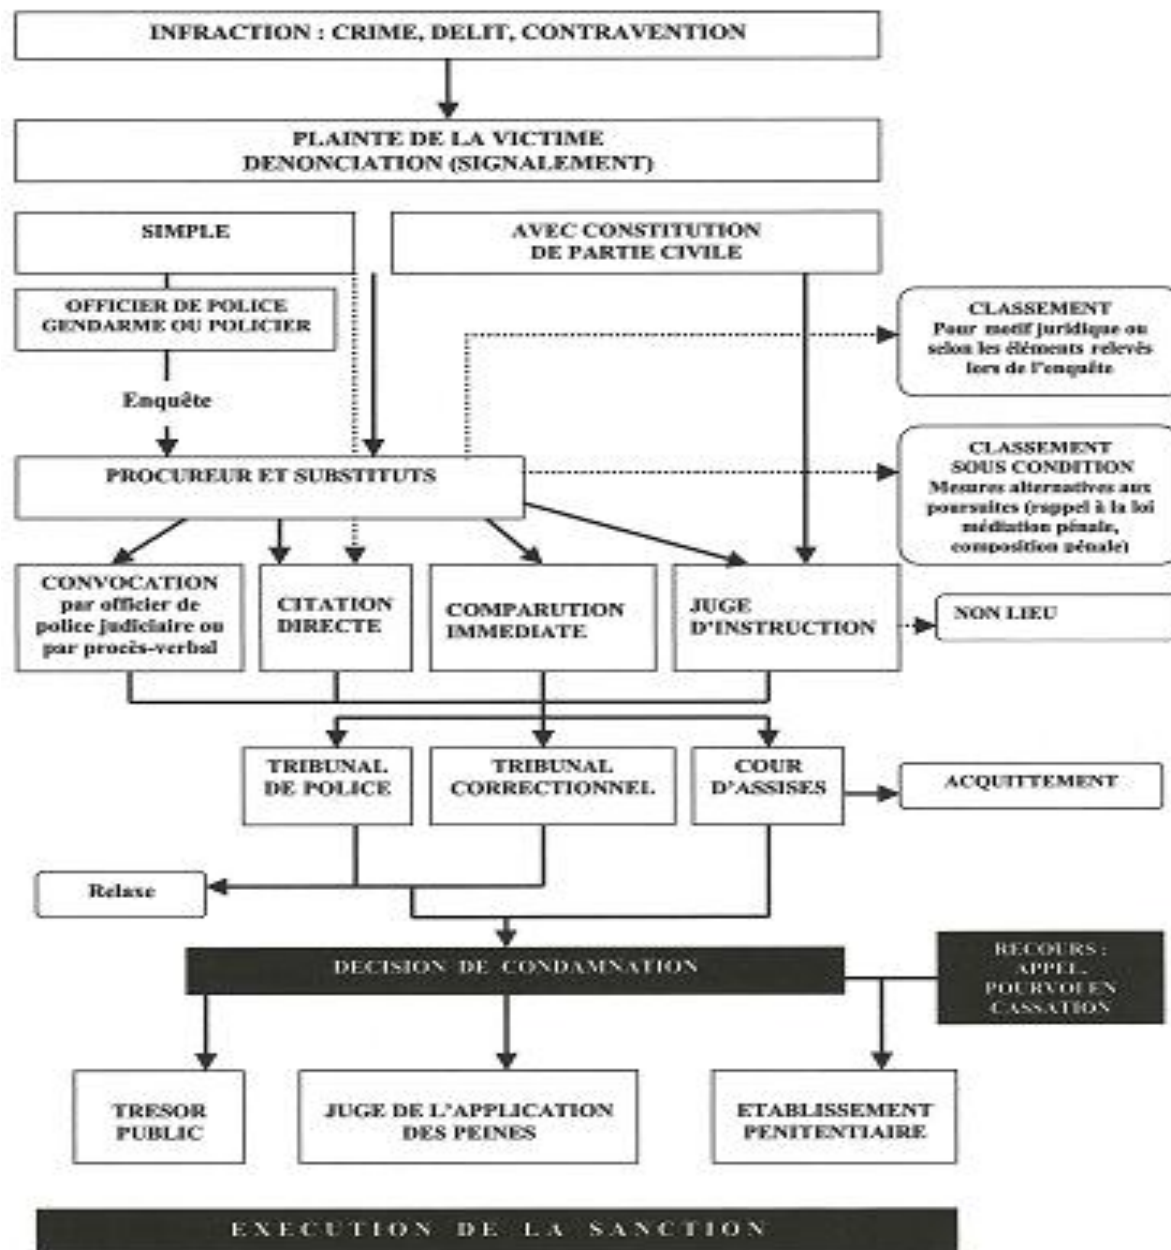 INFRACTION : CRIME, DELIT, CONTRAVENTION
PLAINTE DE LA VICTIME
DENONCIATION (SIGNALEMENT)
SIMPLE
AVEC CONSTITUTION
DE PARTIE CIVILE
OFFICIER DE POLICE
GENDARME OU POLICIER
CLASSEMENT
Pour motif juridique ou
selon les éléments relevés
lors de l'enquête
Enquête
PROCUREUR ET SUBSTITUTS
CLASSEMENT
SOUS CONDITION
Mesures alternatives aux
poursuites (rappel à la loi
médiation pénale,
composition pénale)
CONVOCATION
par officier de
police judiciaire ou
par procès-verbal
CITATION
DIRECTE
COMPARUTION
IMMEDIATE
JUGE
D'INSTRUCTION
NON LIEU
TRIBUNAL
DE POLICE
TRIBUNAL
CORRECTIONNEL
COUR
D'ASSISES
ACQUITTEMENT
Relaxe
DECISION DE CONDAMNATION
RECOURS :
APPEL.
POURVOLEN
CASSATION
TRESOR
PUBLIC
JUGE DE L'APPLICATION
DES PEINES
ETABLISSEMENT
PENITENTIAIRE
EXECUTION DE LA SANCTION